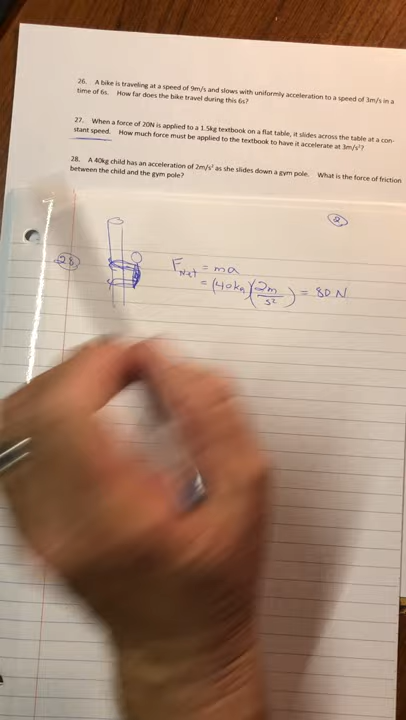 26. A bike is traveling at a speed of 9m/s and slows with uniformly acceleration to a speed of 3m/s in a
time of 6s. How far does the bike travel during this 6s?
27. When a force of 20N is applied to a 1.5kg textbook on a flat table, it slides across the table at a con-
stant speed. How much force must be applied to the textbook to have it accelerate at 3m/s²?
28. A 40kg child has an acceleration of 2m/s² as she slides down a gym pole. What is the force of friction
between the child and the gym pole?
28
F Net = ma
= (40kg)(2m/s²) = 80 N